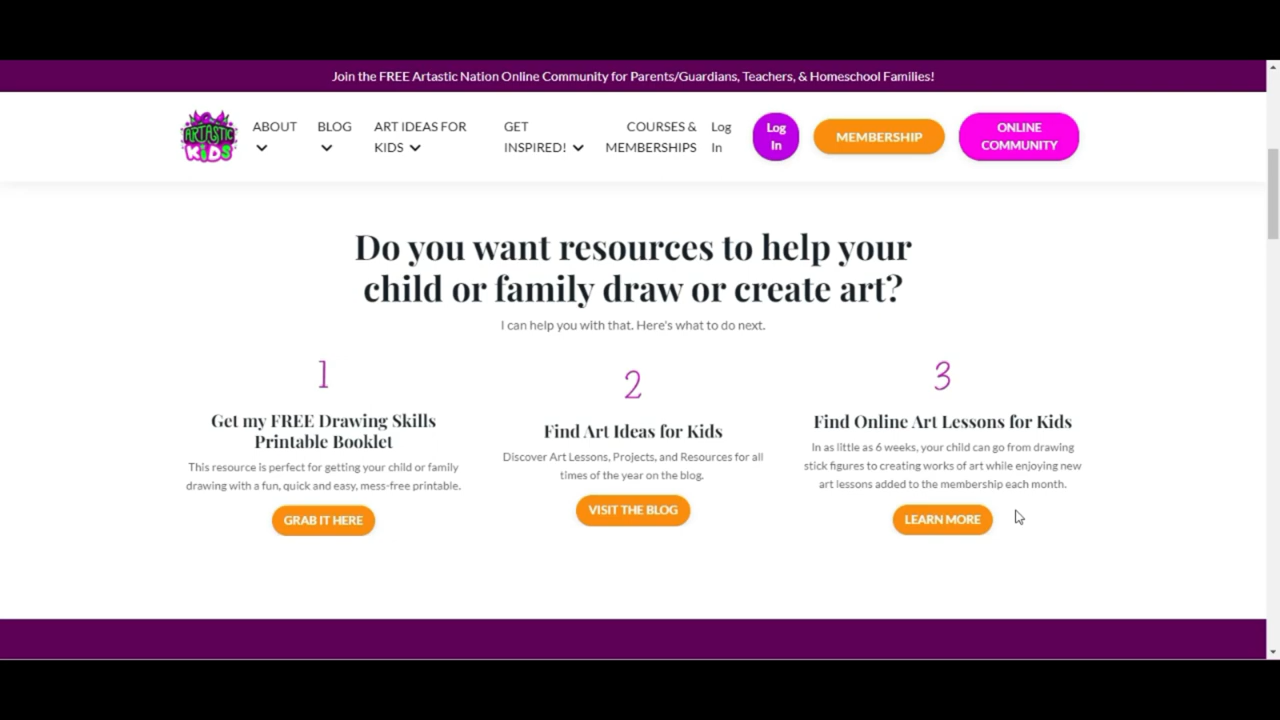 Join the FREE Artastic Nation Online Community for Parents/Guardians, Teachers, & Homeschool Families!
ARTASTIC
KIDS
ABOUT
BLOG
ART IDEAS FOR
KIDS
GET
INSPIRED!
COURSES &
MEMBERSHIPS
Log
In
Log
In
MEMBERSHIP
ONLINE
COMMUNITY
Do you want resources to help your
child or family draw or create art?
I can help you with that. Here's what to do next.
1
Get my FREE Drawing Skills
Printable Booklet
This resource is perfect for getting your child or family
drawing with a fun, quick and easy, mess-free printable.
GRAB IT HERE
2
Find Art Ideas for Kids
Discover Art Lessons, Projects, and Resources for all
times of the year on the blog.
VISIT THE BLOG
3
Find Online Art Lessons for Kids
In as little as 6 weeks, your child can go from drawing
stick figures to creating works of art while enjoying new
art lessons added to the membership each month.
LEARN MORE